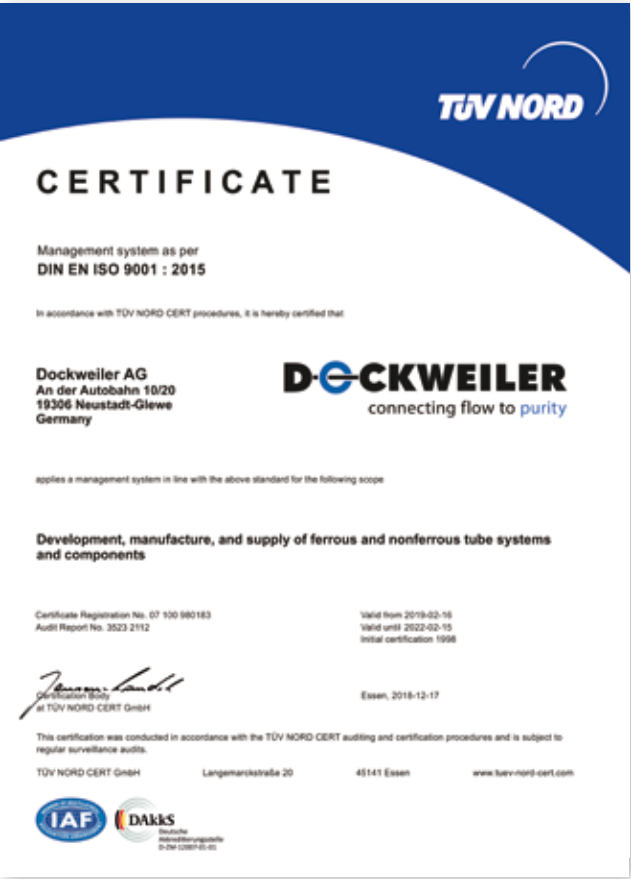 TÜV NORD
CERTIFICATE
Management system as per
DIN EN ISO 9001 : 2015
In accordance with TÜV NORD CERT procedures, it is hereby certified that
Dockweiler AG
An der Autobahn 10/20
19306 Neustadt-Glewe
Germany
DOCKWEILER
connecting flow to purity
applies a management system in line with the above standard for the following scope
Development, manufacture, and supply of ferrous and nonferrous tube systems
and components
Certificate Registration No. 07 100 980183
Audit Report No. 3523 2112
Valid from 2019-02-16
Valid until 2022-02-15
Initial certification 1998
Certification Body
at TÜV NORD CERT GmbH
Essen, 2018-12-17
This certification was conducted in accordance with the TÜV NORD CERT auditing and certification procedures and is subject to
regular surveillance audits.
TÜV NORD CERT GmbH Langemarckstraße 20 45141 Essen www.tuev-nord-cert.com
IAF
DAkkS
Deutsche
Akkreditierungsstelle
D-ZM-12007-01-01